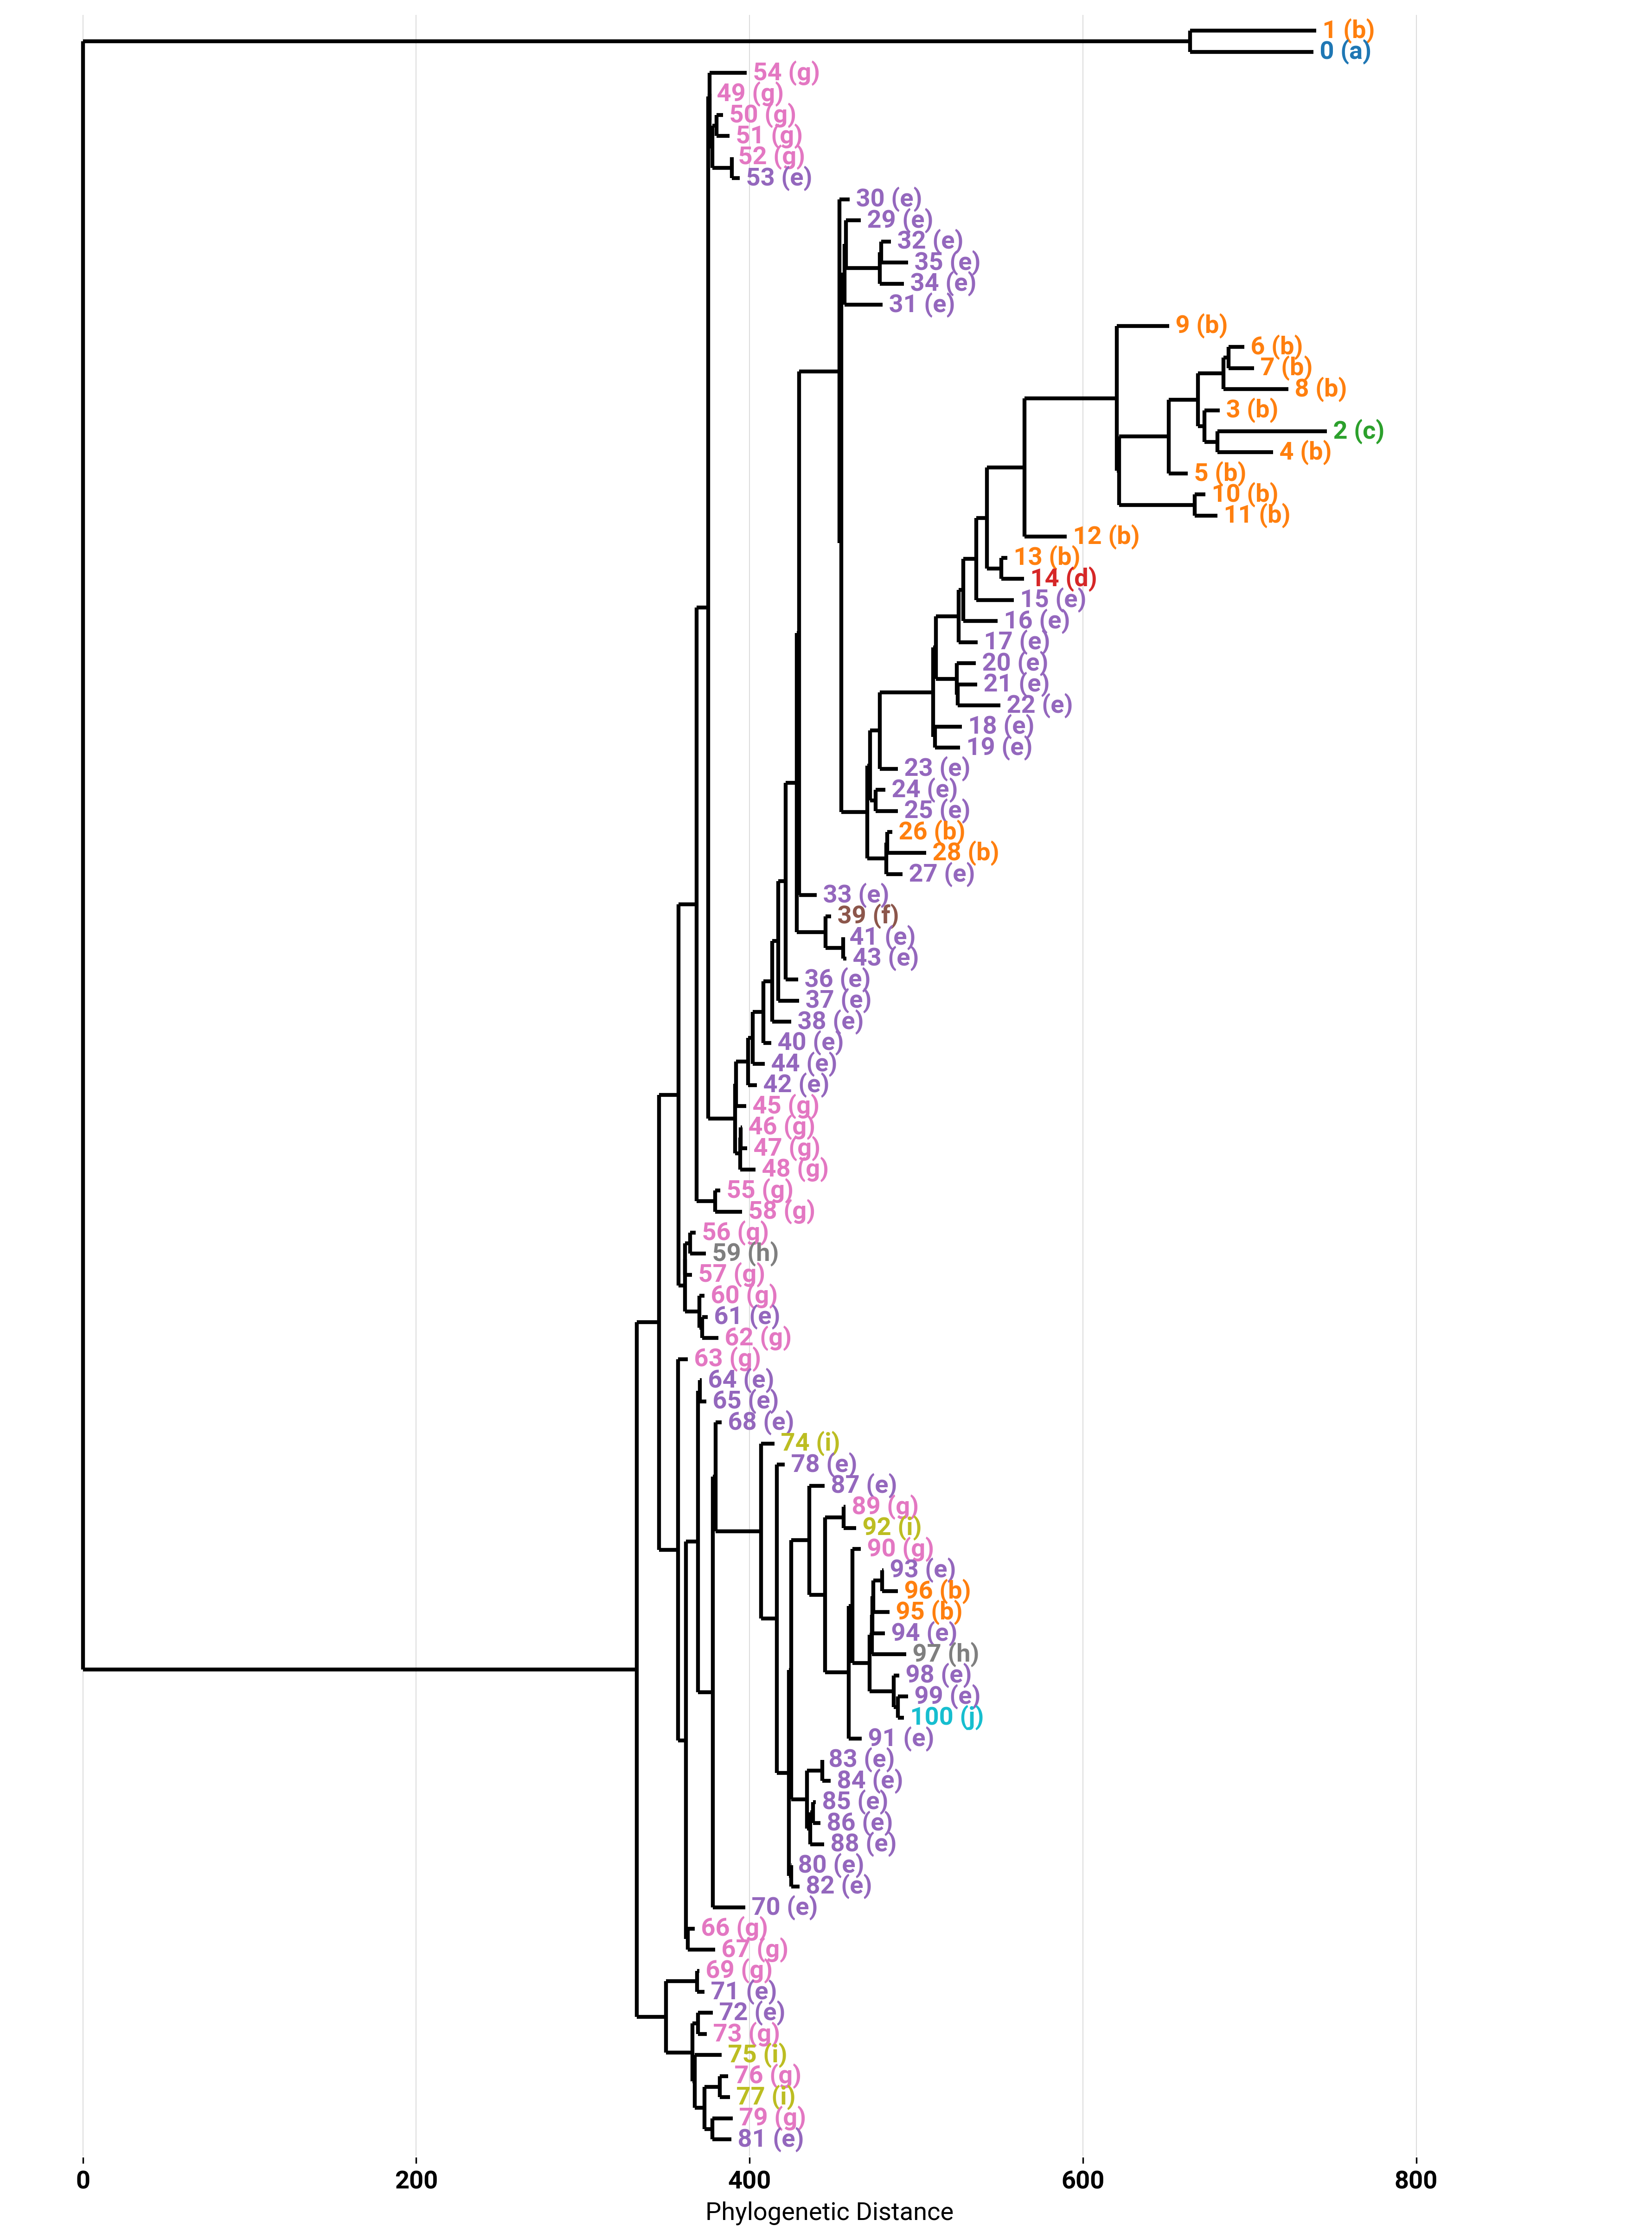 1 (b)
0 (a)
54 (g)
49 (g)
50 (g)
51 (g)
52 (g)
53 (e)
30 (e)
29 (e)
32 (e)
35 (e)
34 (e)
31 (e)
9 (b)
6 (b)
7 (b)
8 (b)
3 (b)
2 (c)
4 (b)
5 (b)
10 (b)
11 (b)
12 (b)
13 (b)
14 (d)
15 (e)
16 (e)
17 (e)
20 (e)
21 (e)
22 (e)
18 (e)
19 (e)
23 (e)
24 (e)
25 (e)
26 (b)
28 (b)
27 (e)
33 (e)
39 (f)
41 (e)
43 (e)
36 (e)
37 (e)
38 (e)
40 (e)
44 (e)
42 (e)
45 (g)
46 (g)
47 (g)
48 (g)
55 (g)
58 (g)
56 (g)
59 (h)
57 (g)
60 (g)
61 (e)
62 (g)
63 (g)
64 (e)
65 (e)
68 (e)
74 (i)
78 (e)
87 (e)
89 (g)
92 (i)
90 (g)
93 (e)
96 (b)
95 (b)
94 (e)
97 (h)
98 (e)
99 (e)
100 (j)
91 (e)
83 (e)
84 (e)
85 (e)
86 (e)
88 (e)
80 (e)
82 (e)
70 (e)
66 (g)
67 (g)
69 (g)
71 (e)
72 (e)
73 (g)
75 (i)
76 (g)
77 (i)
79 (g)
81 (e)
0 200 400 600 800
Phylogenetic Distance